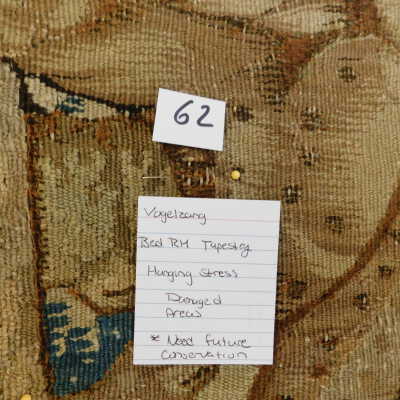 62
Vogelzang
Bed RM Tapestry
Hanging Stress
Damaged
Areas
* Need future
Conservation